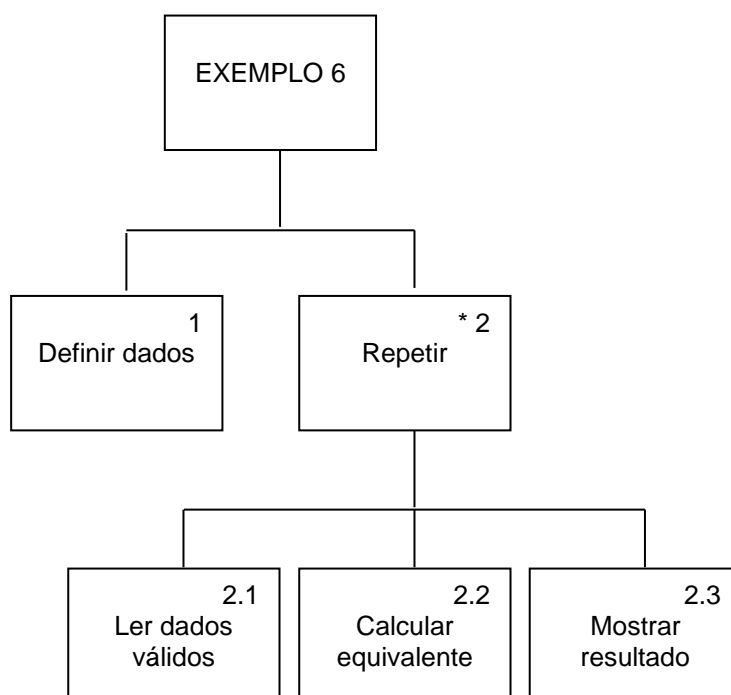 EXEMPLO 6
1
Definir dados
* 2
Repetir
2.1
Ler dados
válidos
2.2
Calcular
equivalente
2.3
Mostrar
resultado